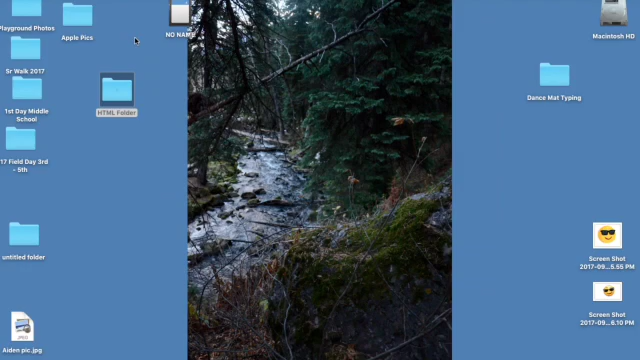 Playground Photos
Apple Pics
NO NAME
Macintosh HD
Sr Walk 2017
HTML Folder
Dance Mat Typing
1st Day Middle
School
17 Field Day 3rd
- 5th
untitled folder
Screen Shot
2017-09...5.55 PM
Screen Shot
2017-09...6.10 PM
JPEG
Aiden pic.jpg